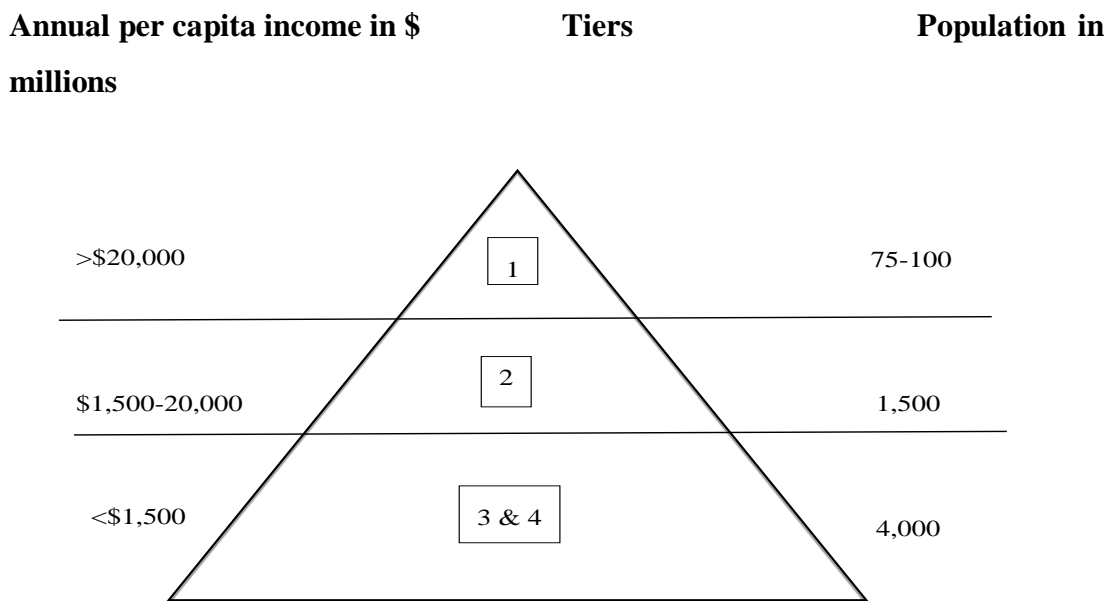 Annual per capita income in $ Tiers Population in
millions
>$20,000 1 75-100
$1,500-20,000 2 1,500
<$1,500 3 & 4 4,000